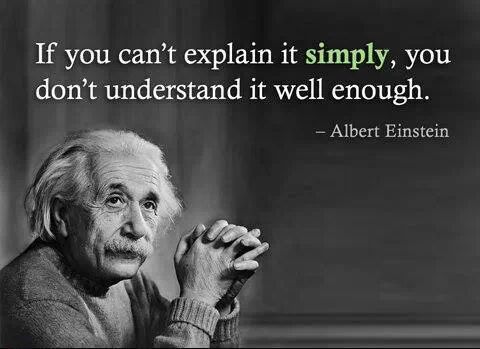 If you can’t explain it simply, you
don’t understand it well enough.
– Albert Einstein